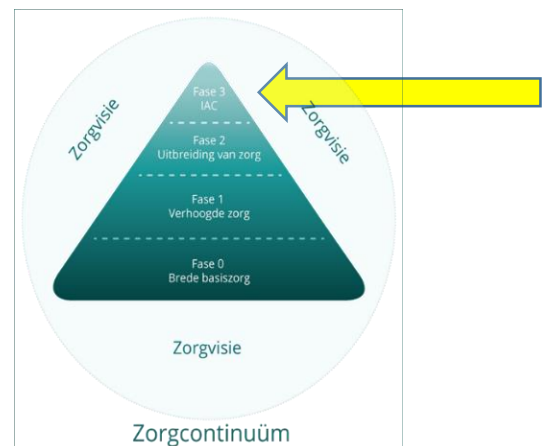 Zorgvisie
Zorgvisie
Fase 3
IAC
Fase 2
Uitbreiding van zorg
Fase 1
Verhoogde zorg
Fase 0
Brede basiszorg
Zorgvisie
Zorgcontinuüm